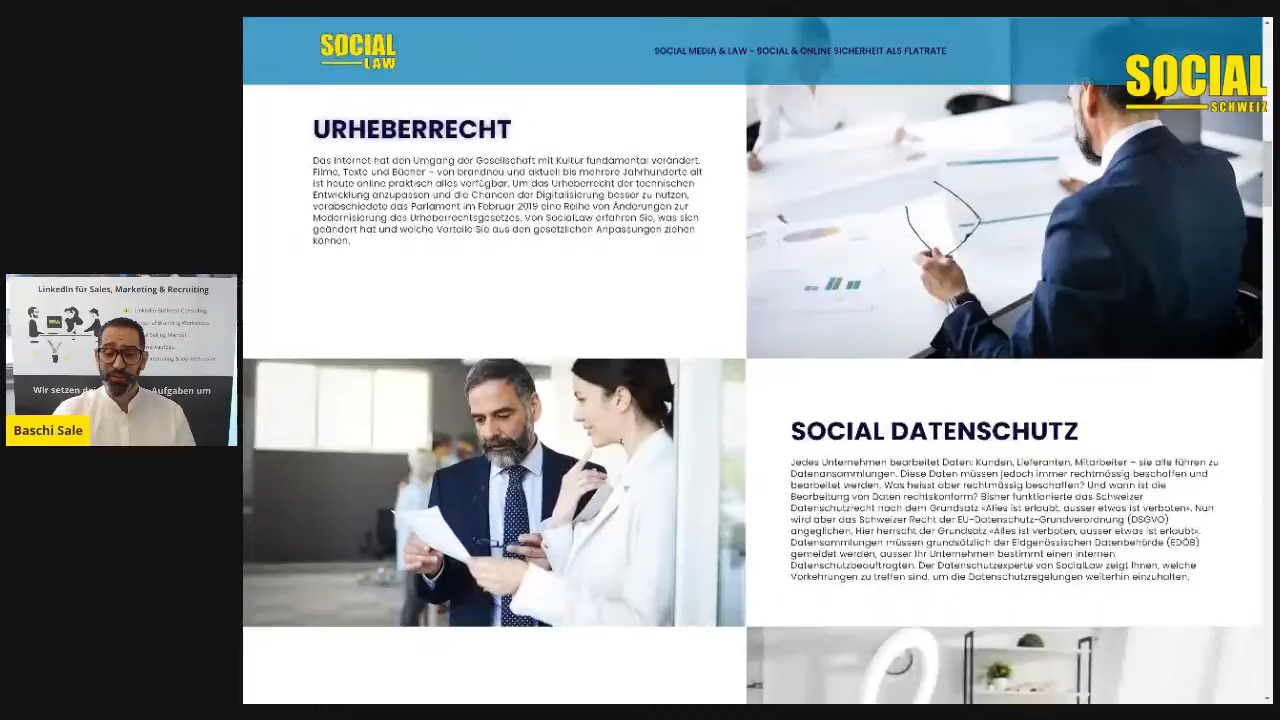 SOCIAL
LAW
SOCIAL MEDIA & LAW – SOCIAL & ONLINE SICHERHEIT ALS FLATRATE
SOCIAL
SCHWEIZ
URHEBERRECHT
Das Internet hat den Umgang der Gesellschaft mit Kultur fundamental verändert.
Filme, Texte und Bücher – von brandneu und aktuell bis mehrere Jahrhunderte alt
ist heute online praktisch alles verfügbar. Um das Urheberrecht der technischen
Entwicklung anzupassen und die Chancen der Digitalisierung besser zu nutzen,
verabschiedete das Parlament im Februar 2019 eine Reihe von Änderungen zur
Modernisierung des Urheberrechtsgesetzes. Von SocialLaw erfahren Sie, was sich
geändert hat und welche Vorteile Sie aus den gesetzlichen Anpassungen ziehen
können.
LinkedIn für Sales, Marketing & Recruiting
LinkedIn Business Consulting
Personal Branding Workshops
Wir setzen Aufgaben um
Baschi Sale
SOCIAL DATENSCHUTZ
Jedes Unternehmen bearbeitet Daten: Kunden, Lieferanten, Mitarbeiter – sie alle führen zu
Datenansammlungen. Diese Daten müssen jedoch immer rechtmässig beschaffen und
bearbeitet werden. Was heisst aber rechtmässig beschaffen? Und wann ist die
Bearbeitung von Daten rechtskonform? Bisher funktionierte das Schweizer
Datenschutzrecht nach dem Grundsatz «Alles ist erlaubt, ausser etwas ist verboten». Nun
wird aber das Schweizer Recht der EU-Datenschutz-Grundverordnung (DSGVO)
angeglichen. Hier herrscht der Grundsatz «Alles ist verboten, ausser etwas ist erlaubt».
Datensammlungen müssen grundsätzlich der Eidgenössischen Datenbehörde (EDÖB)
gemeldet werden, ausser Ihr Unternehmen bestimmt einen internen
Datenschutzbeauftragten. Der Datenschutzexperte von SocialLaw zeigt Ihnen, welche
Vorkehrungen zu treffen sind, um die Datenschutzregelungen weiterhin einzuhalten.